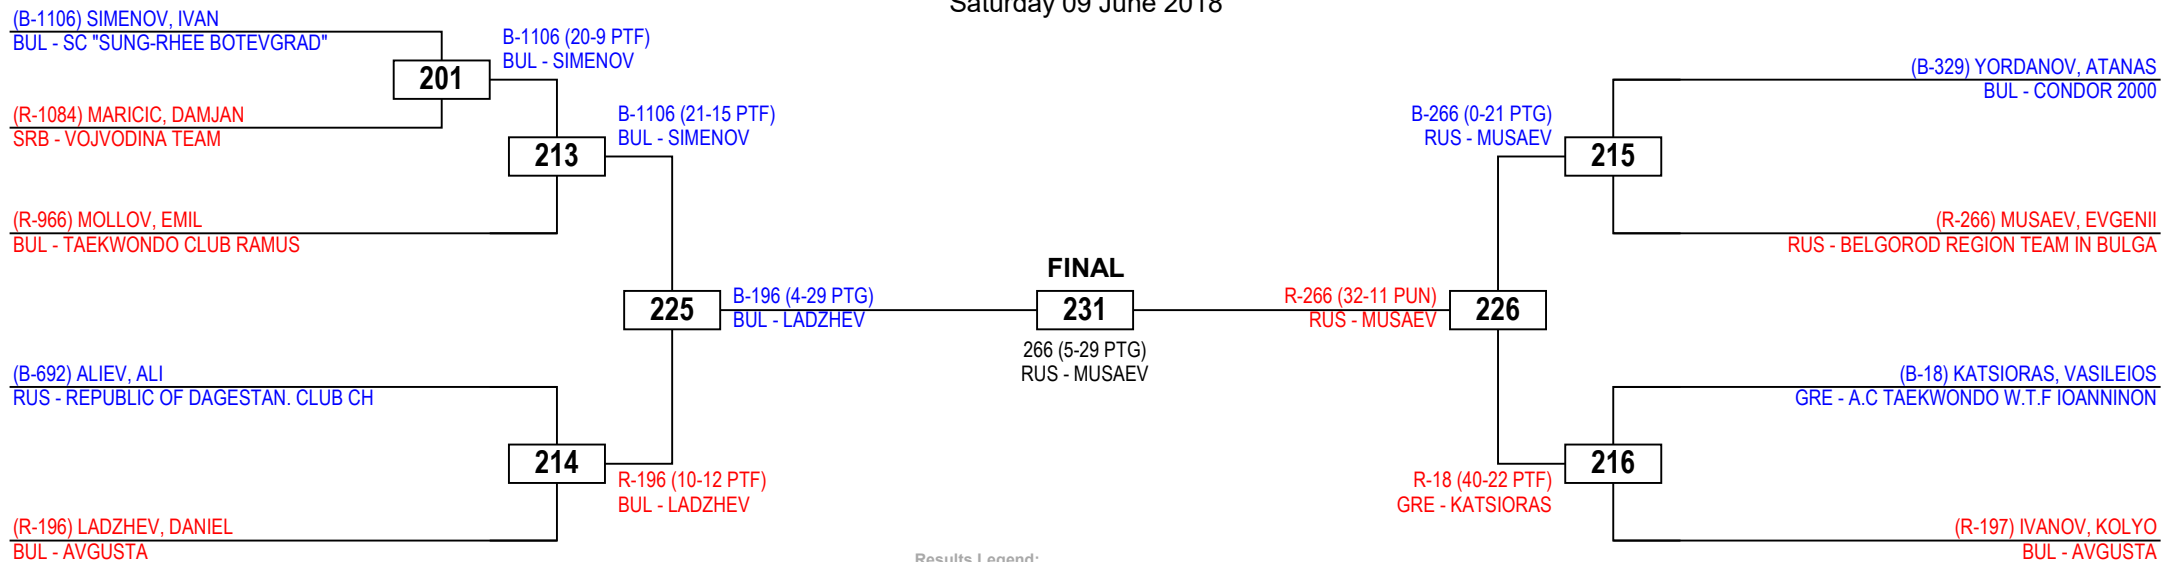 Saturday 09 June 2018
(B-1106) SIMENOV, IVAN
BUL - SC "SUNG-RHEE BOTEVGRAD"
B-1106 (20-9 PTF)
BUL - SIMENOV
201
(R-1084) MARICIC, DAMJAN
SRB - VOJVODINA TEAM
B-1106 (21-15 PTF)
BUL - SIMENOV
213
(R-966) MOLLOV, EMIL
BUL - TAEKWONDO CLUB RAMUS
225
B-196 (4-29 PTG)
BUL - LADZHEV
(B-692) ALIEV, ALI
RUS - REPUBLIC OF DAGESTAN. CLUB CH
214
R-196 (10-12 PTF)
BUL - LADZHEV
(R-196) LADZHEV, DANIEL
BUL - AVGUSTA
FINAL
231
266 (5-29 PTG)
RUS - MUSAEV
(B-329) YORDANOV, ATANAS
BUL - CONDOR 2000
B-266 (0-21 PTG)
RUS - MUSAEV
215
(R-266) MUSAEV, EVGENII
RUS - BELGOROD REGION TEAM IN BULGA
R-266 (32-11 PUN)
RUS - MUSAEV
226
(B-18) KATSIORAS, VASILEIOS
GRE - A.C TAEKWONDO W.T.F IOANNINON
216
R-18 (40-22 PTF)
GRE - KATSIORAS
(R-197) IVANOV, KOLYO
BUL - AVGUSTA
Results Legend: